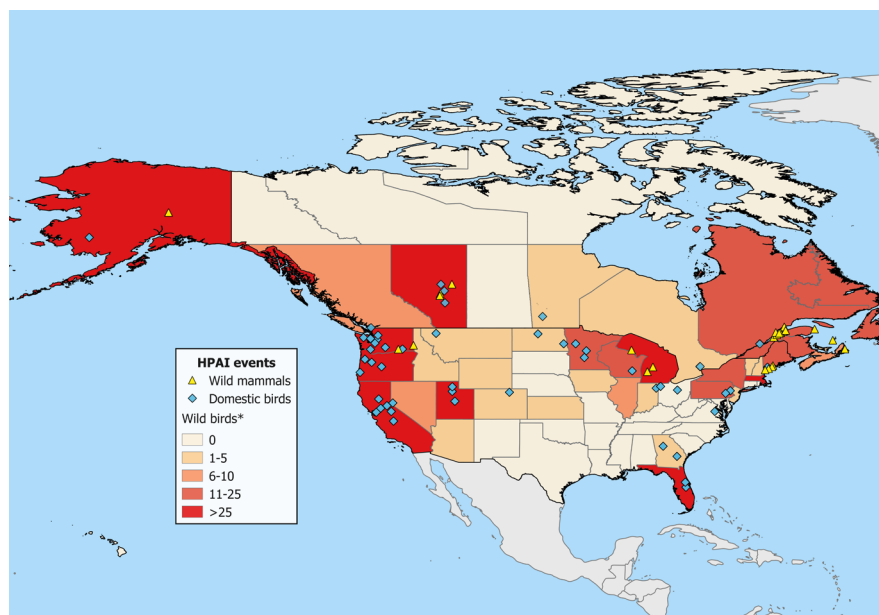 HPAI events
Wild mammals
Domestic birds
Wild birds*
0
1-5
6-10
11-25
>25